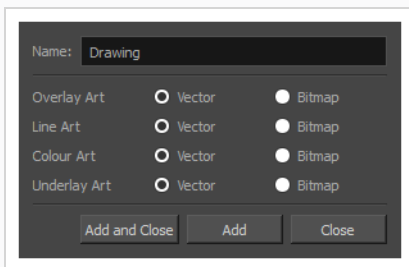 Name: Drawing
Overlay Art Vector Bitmap
Line Art Vector Bitmap
Colour Art Vector Bitmap
Underlay Art Vector Bitmap
Add and Close Add Close